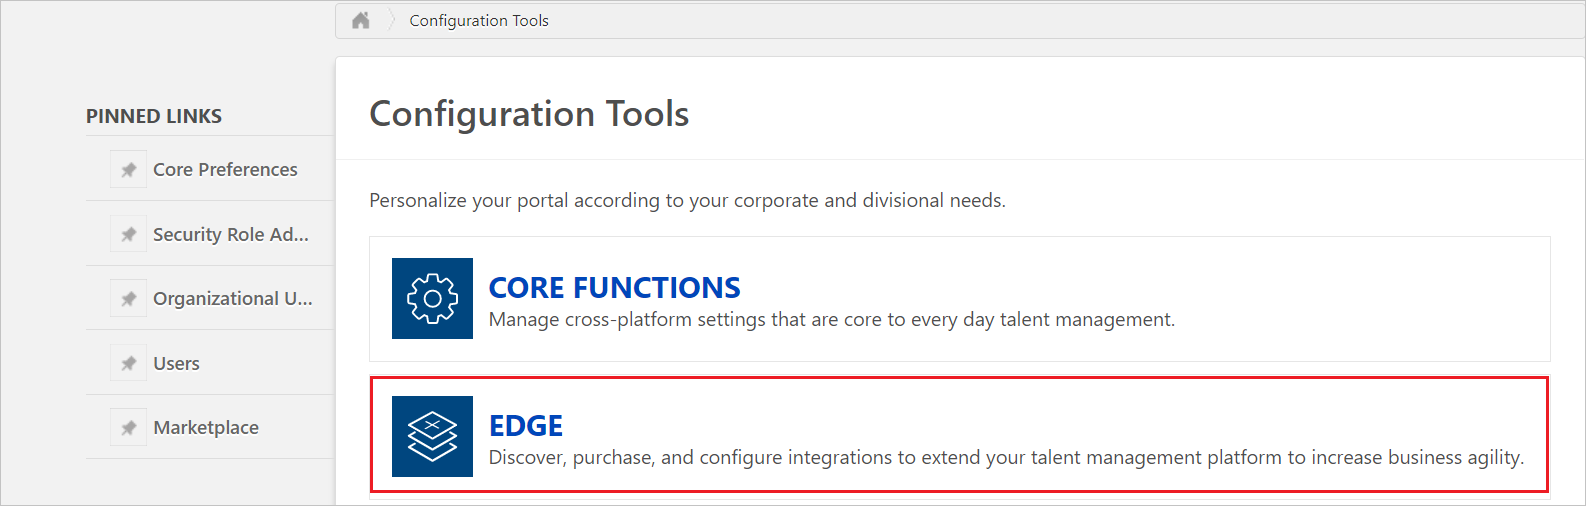 Configuration Tools
PINNED LINKS
Core Preferences
Security Role Ad...
Organizational U...
Users
Marketplace
Configuration Tools
Personalize your portal according to your corporate and divisional needs.
CORE FUNCTIONS
Manage cross-platform settings that are core to every day talent management.
EDGE
Discover, purchase, and configure integrations to extend your talent management platform to increase business agility.